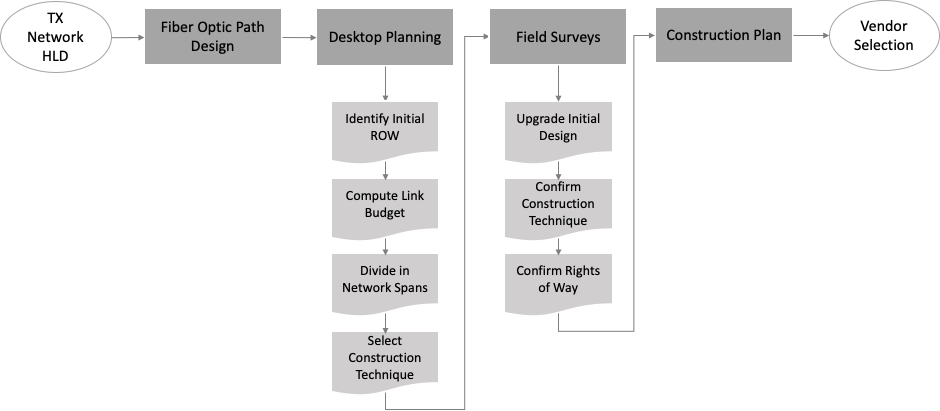 TX
Network
HLD
Fiber Optic Path
Design
Desktop Planning
Field Surveys
Construction Plan
Vendor
Selection
Identify Initial
ROW
Compute Link
Budget
Divide in
Network Spans
Select
Construction
Technique
Upgrade Initial
Design
Confirm
Construction
Technique
Confirm Rights
of Way